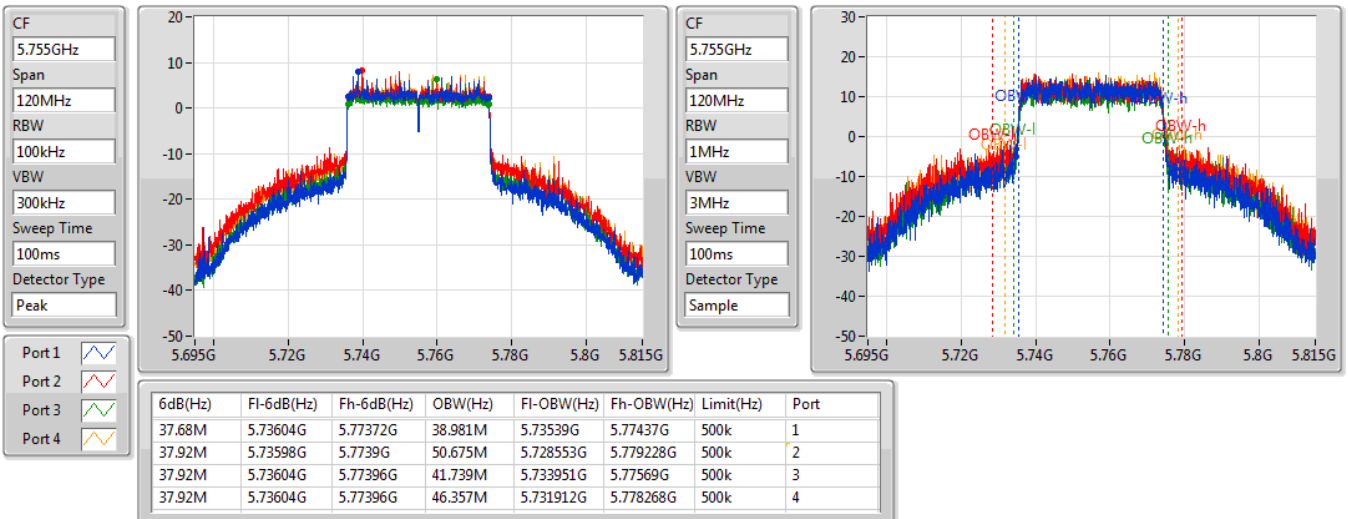 CF
5.755GHz
Span
120MHz
RBW
100kHz
VBW
300kHz
Sweep Time
100ms
Detector Type
Peak
20
10
0
-10
-20
-30
-40
-50
5.695G 5.72G 5.74G 5.76G 5.78G 5.8G 5.815G
CF
5.755GHz
Span
120MHz
RBW
1MHz
VBW
3MHz
Sweep Time
100ms
Detector Type
Sample
30
20
10
0
-10
-20
-30
-40
-50
OBW-h
5.695G 5.72G 5.74G 5.76G 5.78G 5.8G 5.815G
Port 1
Port 2
Port 3
Port 4
6dB(Hz) Fl-6dB(Hz) Fh-6dB(Hz) OBW(Hz) Fl-OBW(Hz) Fh-OBW(Hz) Limit(Hz) Port
37.68M 5.73604G 5.77372G 38.981M 5.73539G 5.77437G 500k 1
37.92M 5.73598G 5.7739G 50.675M 5.728553G 5.779228G 500k 2
37.92M 5.73604G 5.77396G 41.739M 5.733951G 5.77569G 500k 3
37.92M 5.73604G 5.77396G 46.357M 5.731912G 5.778268G 500k 4